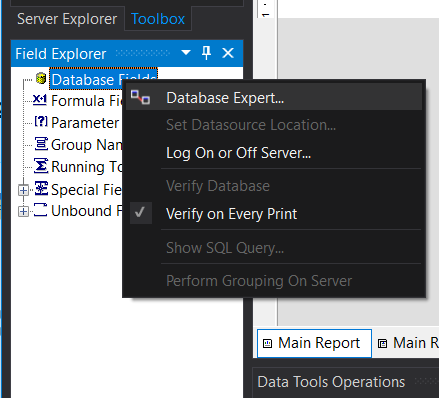 Server Explorer Toolbox
Field Explorer
Database Fields
Formula Fie
Parameter
Group Nam
Running To
Special Fie
Unbound F
Database Expert...
Set Datasource Location...
Log On or Off Server...
Verify Database
Verify on Every Print
Show SQL Query...
Perform Grouping On Server
Main Report
Main R
Data Tools Operations